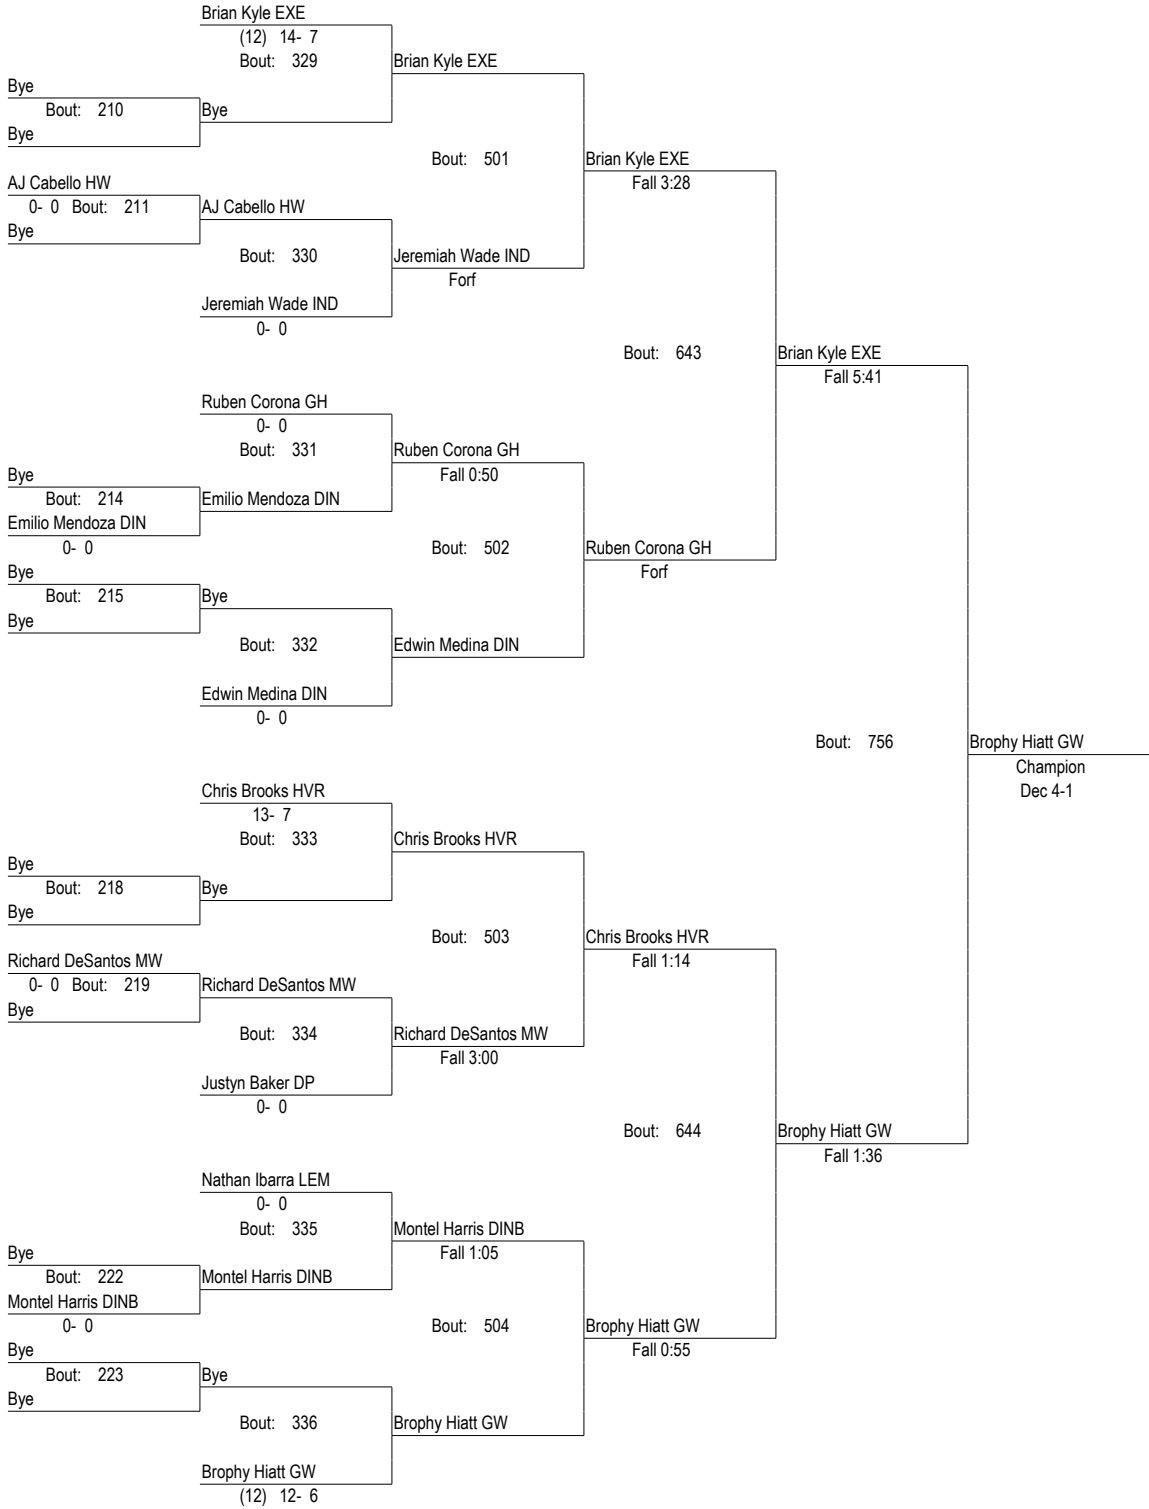 Brian Kyle EXE
(12) 14- 7
Bout: 329
Brian Kyle EXE
Bye
Bout: 210
Bye
Bye
Bout: 501
Brian Kyle EXE
Fall 3:28
AJ Cabello HW
0- 0 Bout: 211
AJ Cabello HW
Bye
Bout: 330
Jeremiah Wade IND
Forf
Jeremiah Wade IND
0- 0
Bout: 643
Brian Kyle EXE
Fall 5:41
Ruben Corona GH
0- 0
Bout: 331
Ruben Corona GH
Fall 0:50
Bye
Bout: 214
Emilio Mendoza DIN
Emilio Mendoza DIN
0- 0
Bout: 502
Ruben Corona GH
Forf
Bye
Bout: 215
Bye
Bye
Bout: 332
Edwin Medina DIN
Edwin Medina DIN
0- 0
Bout: 756
Brophy Hiatt GW
Champion
Dec 4-1
Chris Brooks HVR
13- 7
Bout: 333
Chris Brooks HVR
Bye
Bout: 218
Bye
Bye
Bout: 503
Chris Brooks HVR
Fall 1:14
Richard DeSantos MW
0- 0 Bout: 219
Richard DeSantos MW
Bye
Bout: 334
Richard DeSantos MW
Fall 3:00
Justyn Baker DP
0- 0
Bout: 644
Brophy Hiatt GW
Fall 1:36
Nathan Ibarra LEM
0- 0
Bout: 335
Montel Harris DINB
Fall 1:05
Bye
Bout: 222
Montel Harris DINB
Montel Harris DINB
0- 0
Bout: 504
Brophy Hiatt GW
Fall 0:55
Bye
Bout: 223
Bye
Bye
Bout: 336
Brophy Hiatt GW
Brophy Hiatt GW
(12) 12- 6